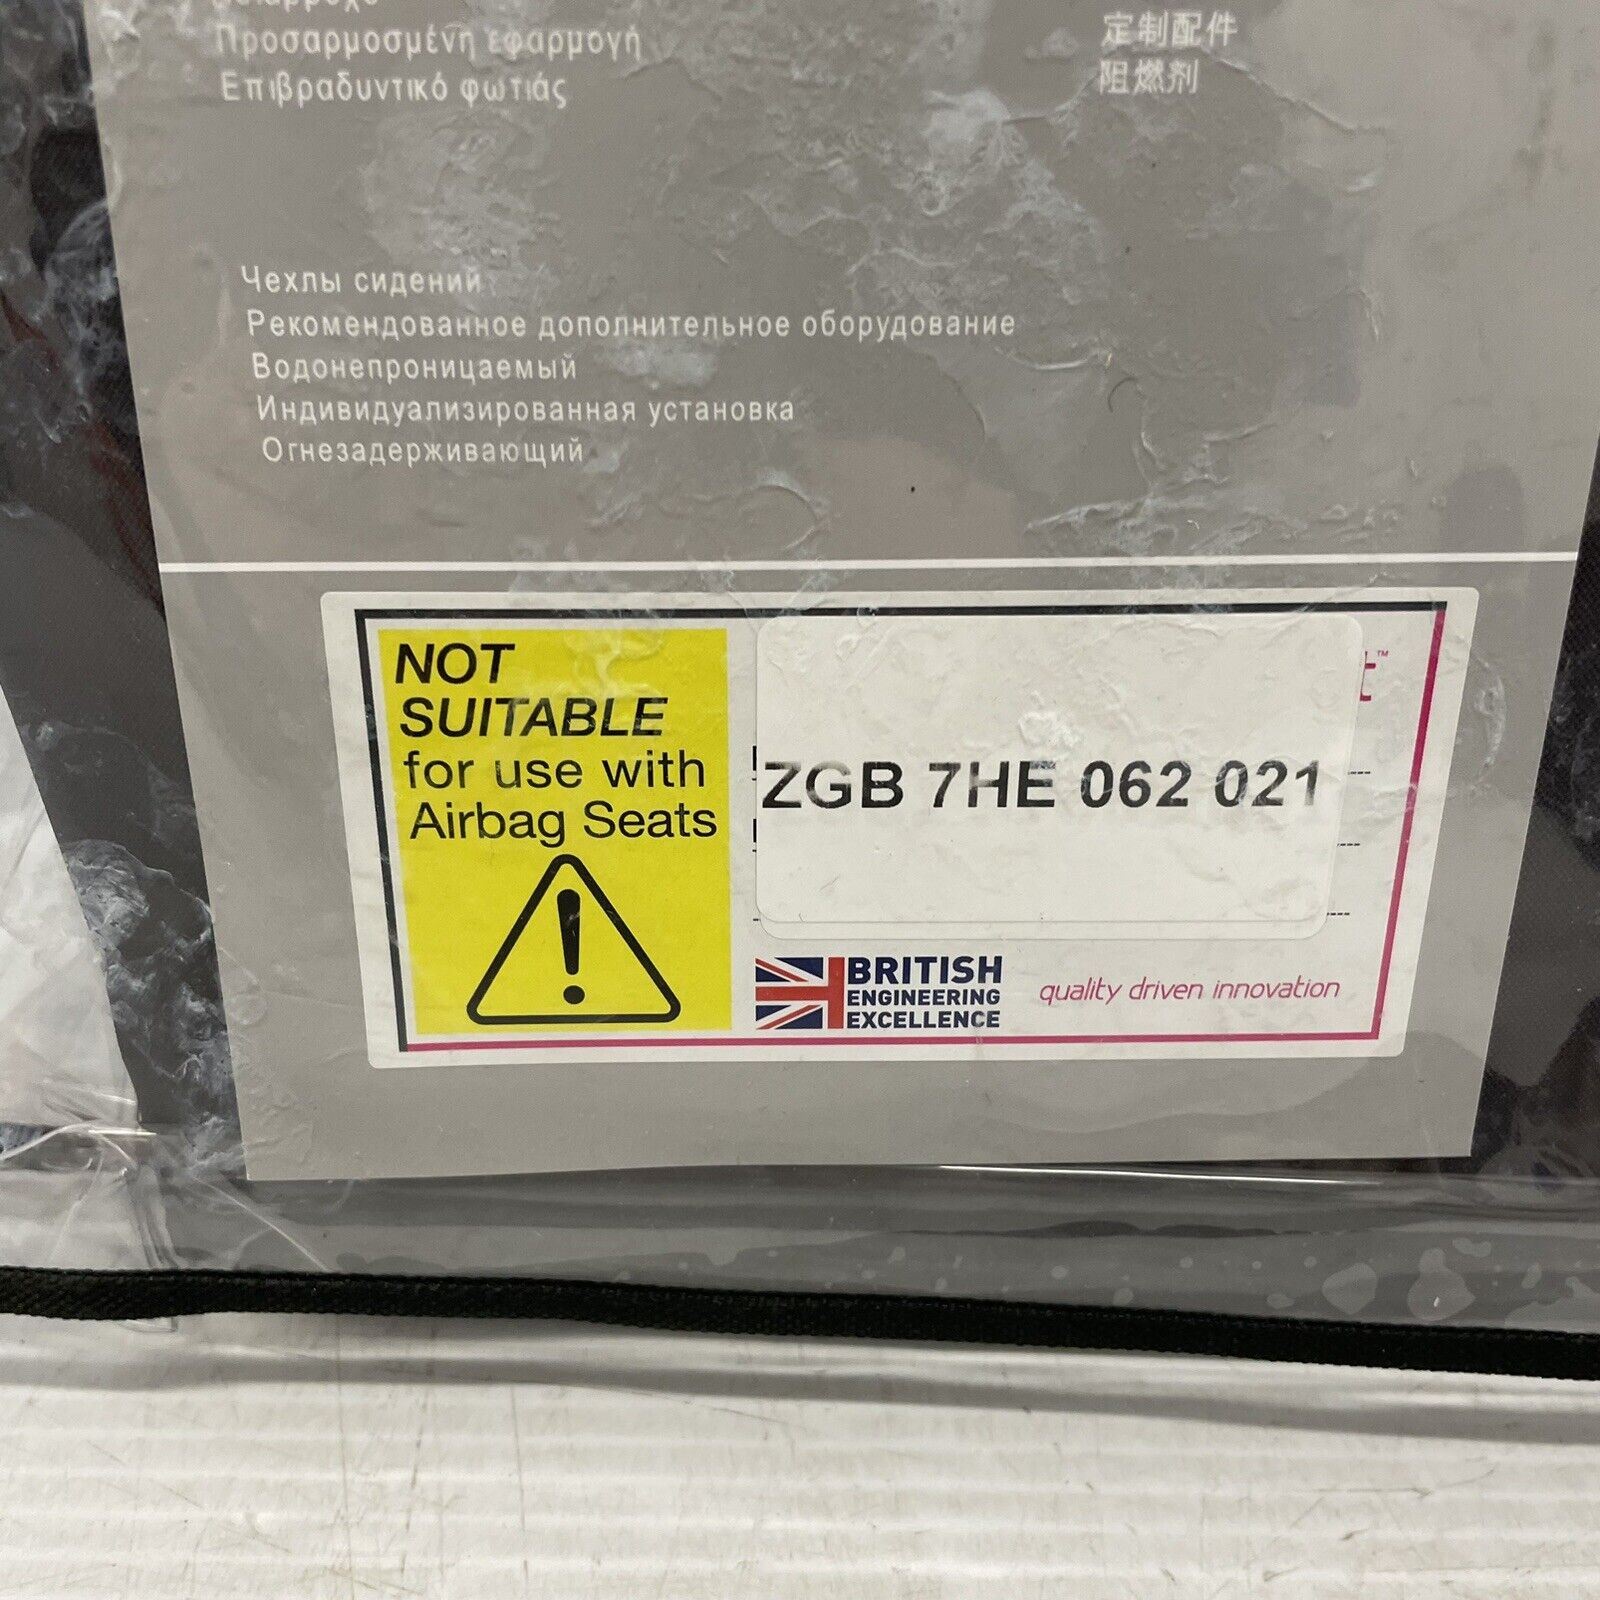 Προσαρμοσμένη εφαρμογή
Επιβραδυντικό φωτιάς
定制配件
阻燃剂
Чехлы сидений
Рекомендованное дополнительное оборудование
Водонепроницаемый
Индивидуализированная установка
Огнезадерживающий
NOT
SUITABLE
for use with
Airbag Seats
t™
ZGB 7HE 062 021
BRITISH
ENGINEERING
EXCELLENCE
quality driven innovation